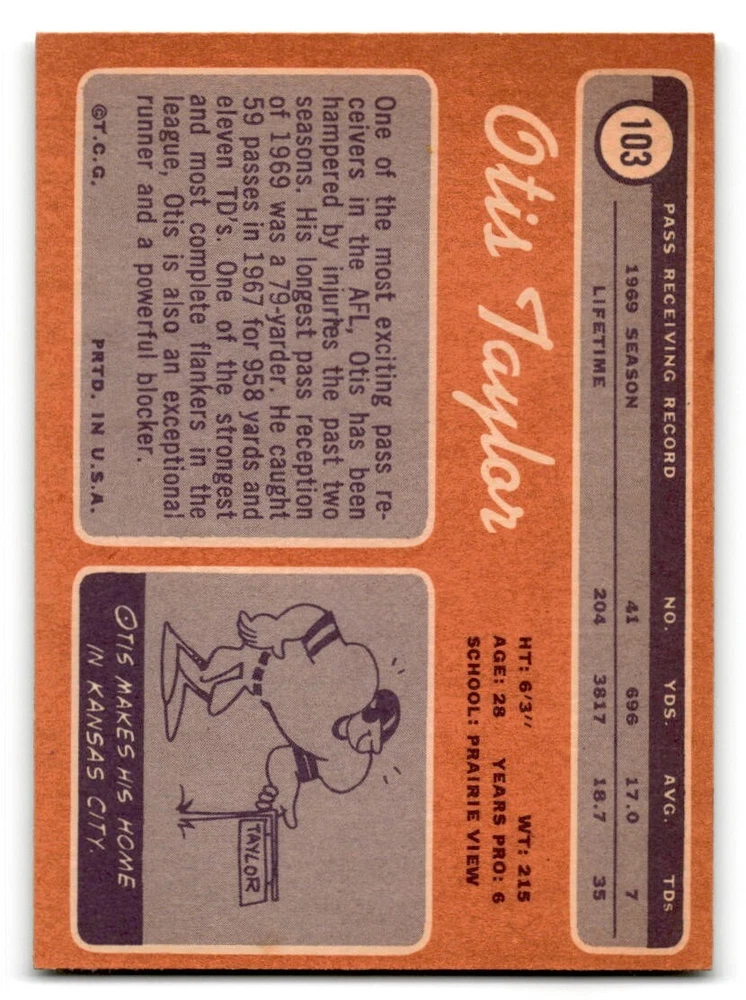 103
PASS RECEIVING RECORD NO. YDS. AVG. TDs
1969 SEASON 41 696 17.0 7
LIFETIME 204 3817 18.7 35
Otis Taylor
HT: 6'3" WT: 215
AGE: 28 YEARS PRO: 6
SCHOOL: PRAIRIE VIEW
One of the most exciting pass re-
ceivers in the AFL, Otis has been
hampered by injuries the past two
seasons. His longest pass reception
of 1969 was a 79-yarder. He caught
59 passes in 1967 for 958 yards and
eleven TD's. One of the strongest
and most complete flankers in the
league, Otis is also an exceptional
runner and a powerful blocker.
©T.C.G. PRTD. IN U.S.A.
TAYLOR
OTIS MAKES HIS HOME
IN KANSAS CITY.